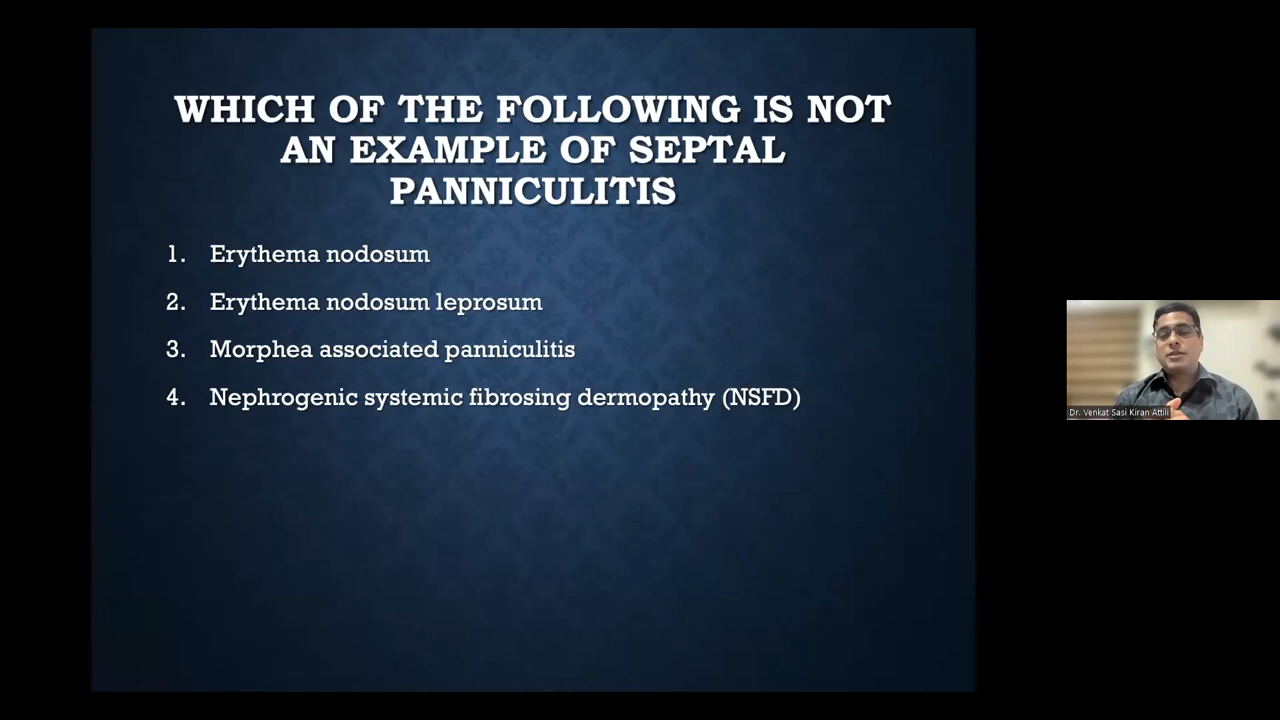 WHICH OF THE FOLLOWING IS NOT
AN EXAMPLE OF SEPTAL
PANNICULITIS
1. Erythema nodosum
2. Erythema nodosum leprosum
3. Morphea associated panniculitis
4. Nephrogenic systemic fibrosing dermopathy (NSFD)
Dr. Venkat Sasi Kiran Attili